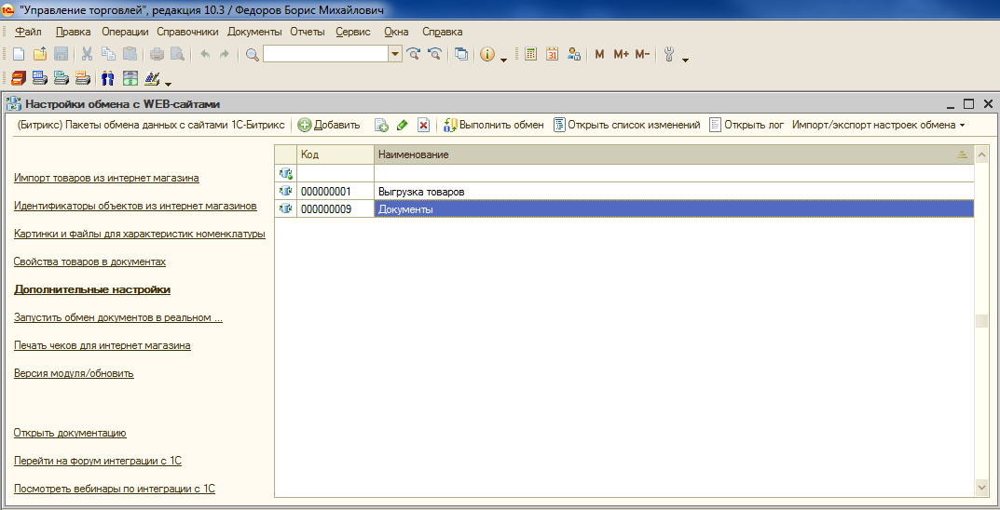 "Управление торговлей", редакция 10.3 / Федоров Борис Михайлович
Файл Правка Операции Справочники Документы Отчеты Сервис Окна Справка
M M+ M-
Настройки обмена с WEB-сайтами
(Битрикс) Пакеты обмена данных с сайтами 1С-Битрикс Добавить Выполнить обмен Открыть список изменений Открыть лог Импорт/экспорт настроек обмена
Код Наименование
Импорт товаров из интернет магазина
000000001 Выгрузка товаров
Идентификаторы объектов из интернет магазинов
000000009 Документы
Картинки и файлы для характеристик номенклатуры
Свойства товаров в документах
Дополнительные настройки
Запустить обмен документов в реальном ...
Печать чеков для интернет магазина
Версия модуля/обновить
Открыть документацию
Перейти на форум интеграции с 1С
Посмотреть вебинары по интеграции с 1С